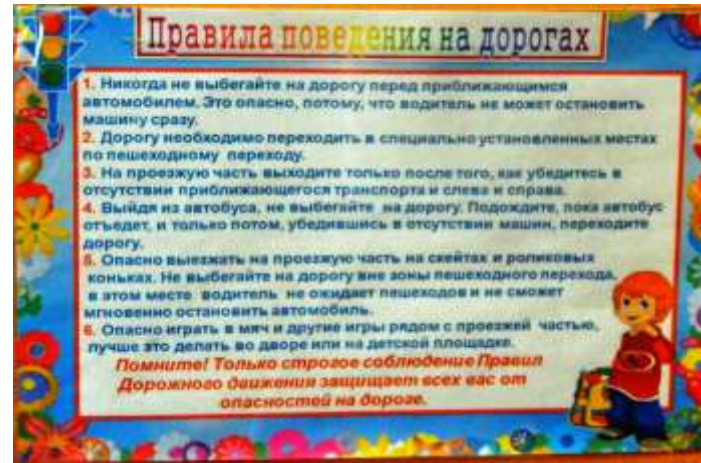 Правила поведения на дорогах
1. Никогда не выбегайте на дорогу перед приближающимся
автомобилем. Это опасно, потому, что водитель не может остановить
машину сразу.
2. Дорогу необходимо переходить в специально установленных местах
по пешеходному переходу.
3. На проезжую часть выходите только после того, как убедитесь в
отсутствии приближающегося транспорта и слева и справа.
4. Выйдя из автобуса, не выбегайте на дорогу. Подождите, пока автобус
отъедет, и только потом, убедившись в отсутствии машин, переходите
дорогу.
5. Опасно выезжать на проезжую часть на скейтах и роликовых
коньках. Не выбегайте на дорогу вне зоны пешеходного перехода,
в этом месте водитель не ожидает пешеходов и не сможет
мгновенно остановить автомобиль.
6. Опасно играть в мяч и другие игры рядом с проезжей частью,
лучше это делать во дворе или на детской площадке.
Помните! Только строгое соблюдение Правил
Дорожного движения защищает всех вас от
опасностей на дороге.